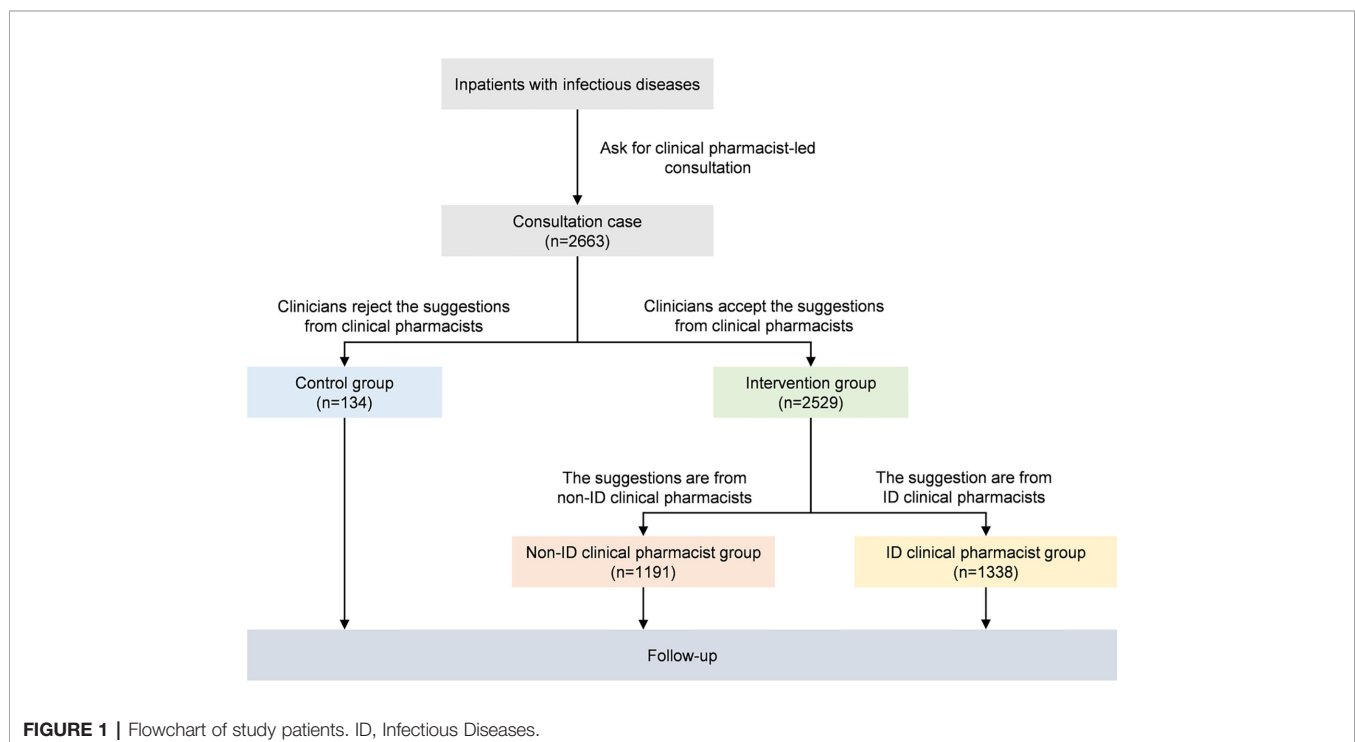 Inpatients with infectious diseases
Ask for clinical pharmacist-led
consultation
Consultation case
(n=2663)
Clinicians reject the suggestions
from clinical pharmacists
Clinicians accept the suggestions
from clinical pharmacists
Control group
(n=134)
Intervention group
(n=2529)
The suggestions are from
non-ID clinical pharmacists
The suggestion are from
ID clinical pharmacists
Non-ID clinical pharmacist group
(n=1191)
ID clinical pharmacist group
(n=1338)
Follow-up
FIGURE 1 | Flowchart of study patients. ID, Infectious Diseases.